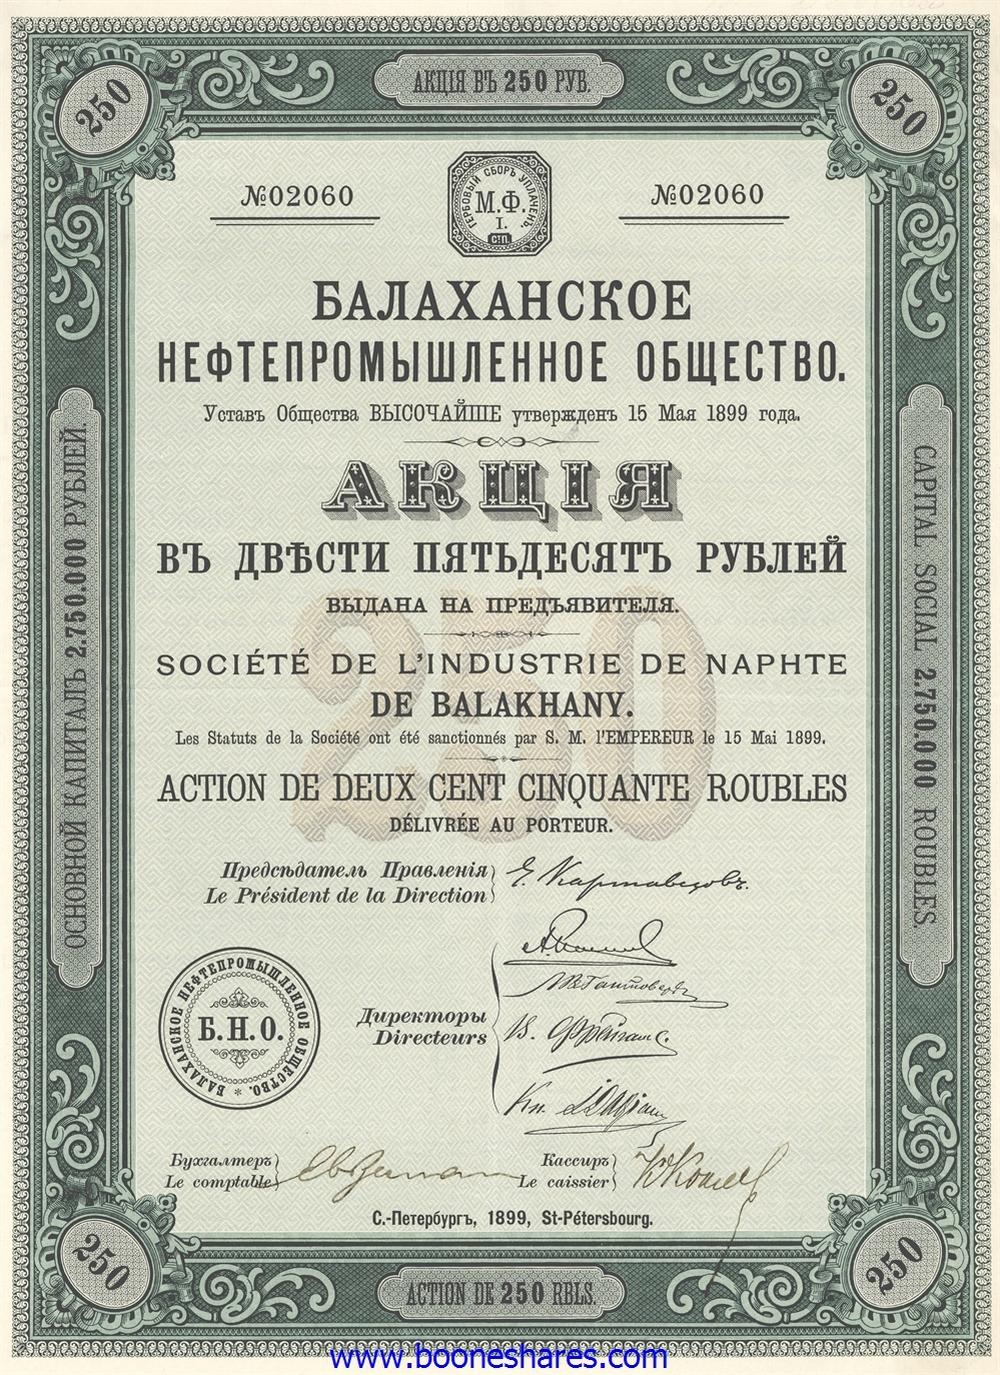 АКЦІЯ ВЪ 250 РУБ.
250
250
№02060
ГЕРБОВЫЙ СБОРЪ УПЛАЧЕНЪ.
М.Ф.
I.
С.П.
№02060
БАЛАХАНСКОЕ
НЕФТЕПРОМЫШЛЕННОЕ ОБЩЕСТВО.
Уставъ Общества ВЫСОЧАЙШЕ утвержденъ 15 Мая 1899 года.
АКЦІЯ
ВЪ ДВѢСТИ ПЯТЬДЕСЯТЪ РУБЛЕЙ
ВЫДАНА НА ПРЕДЪЯВИТЕЛЯ.
250
SOCIÉTÉ DE L'INDUSTRIE DE NAPHTE
DE BALAKHANY.
Les Statuts de la Société ont été sanctionnés par S. M. l'EMPEREUR le 15 Mai 1899.
ACTION DE DEUX CENT CINQUANTE ROUBLES
DÉLIVRÉE AU PORTEUR.
ОСНОВНОЙ КАПИТАЛЪ 2.750.000 РУБЛЕЙ.
CAPITAL SOCIAL 2.750.000 ROUBLES.
Предсѣдатель Правленія
Le Président de la Direction
БАЛАХАНСКОЕ НЕФТЕПРОМЫШЛЕННОЕ ОБЩЕСТВО.
Б.Н.О.
Директоры
Directeurs
Бухгалтеръ
Le comptable
Кассиръ
Le caissier
С.-Петербургъ, 1899, St-Pétersbourg.
250
250
ACTION DE 250 RBLS.
www.booneshares.com